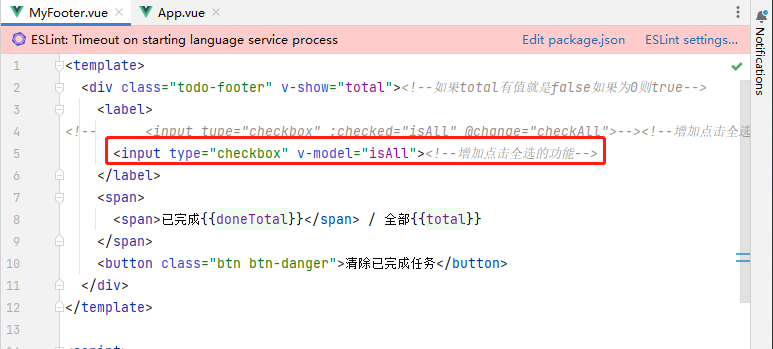 MyFooter.vue App.vue
ESLint: Timeout on starting language service process Edit package.json ESLint settings...
Notifications
1 <template>
2 <div class="todo-footer" v-show="total"><!--如果total有值就是false如果为0则true-->
3 <label>
4 <!-- <input type="checkbox" :checked="isAll" @change="checkAll">--><!--增加点击全选
5 <input type="checkbox" v-model="isAll"><!--增加点击全选的功能-->
6 </label>
7 <span>
8 <span>已完成{{doneTotal}}</span> / 全部{{total}}
9 </span>
10 <button class="btn btn-danger">清除已完成任务</button>
11 </div>
12 </template>
13